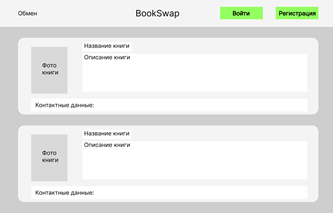 Обмен BookSwap Войти Регистрация
Название книги
Фото книги
Описание книги
Контактные данные:
Название книги
Фото книги
Описание книги
Контактные данные: